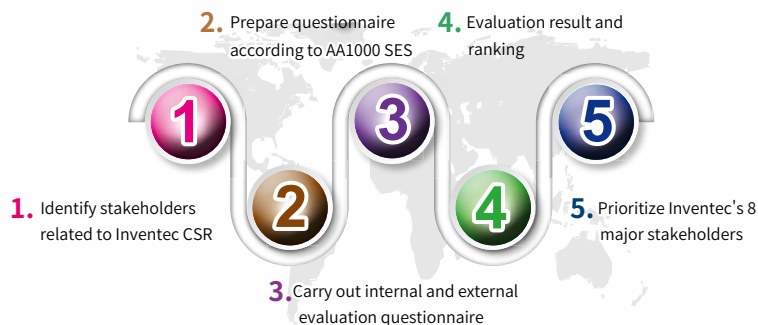 2. Prepare questionnaire
according to AA1000 SES
4. Evaluation result and
ranking
1
3
5
2
4
1. Identify stakeholders
related to Inventec CSR
5. Prioritize Inventec's 8
major stakeholders
3. Carry out internal and external
evaluation questionnaire